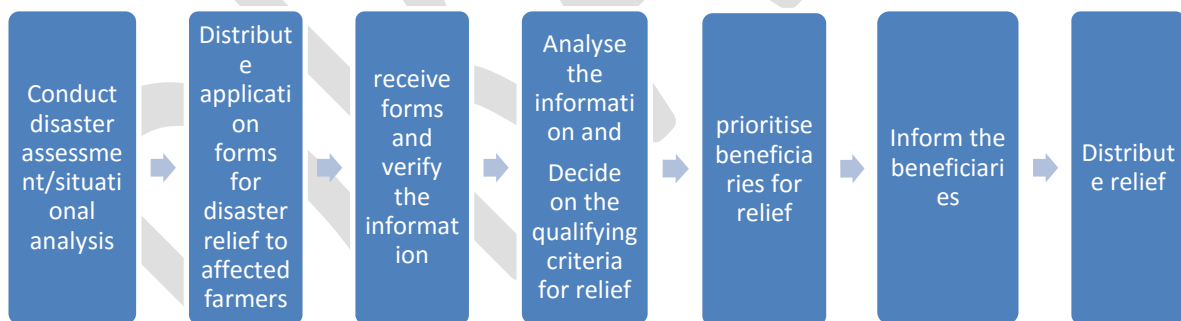 Conduct
disaster
assessme
nt/situati
onal
analysis
Distribut
e
applicati
on
forms
for
disaster
relief to
affected
farmers
receive
forms
and
verify
the
informat
ion
Analyse
the
informati
on and
Decide
on the
qualifying
criteria
for relief
prioritise
beneficia
ries for
relief
Inform the
beneficiari
es
Distribut
e relief